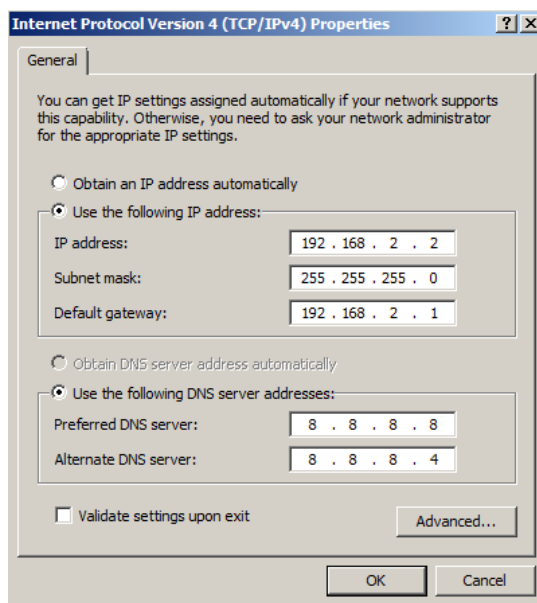 Internet Protocol Version 4 (TCP/IPv4) Properties
General
You can get IP settings assigned automatically if your network supports
this capability. Otherwise, you need to ask your network administrator
for the appropriate IP settings.
Obtain an IP address automatically
Use the following IP address:
IP address: 192 . 168 . 2 . 2
Subnet mask: 255 . 255 . 255 . 0
Default gateway: 192 . 168 . 2 . 1
Obtain DNS server address automatically
Use the following DNS server addresses:
Preferred DNS server: 8 . 8 . 8 . 8
Alternate DNS server: 8 . 8 . 8 . 4
Validate settings upon exit
Advanced...
OK Cancel